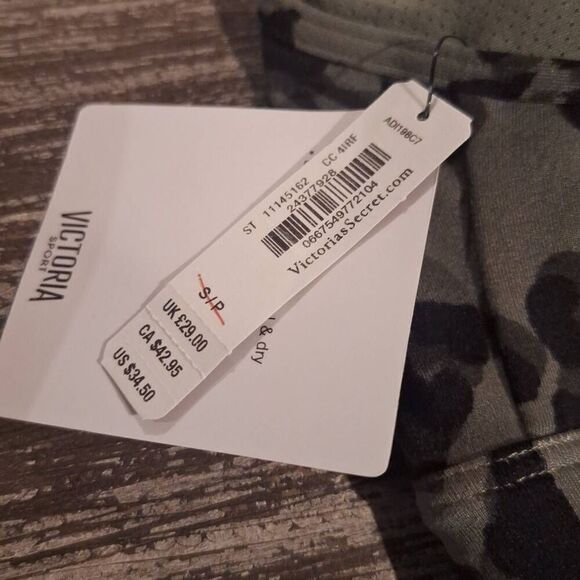 VICTORIA
SPORT
ADI198C7
ST 11145162 CC 4IRF
24377928
0667549772104
VictoriasSecret.com
S/P
UK £29.00
CA $42.95
US $34.50
& dry